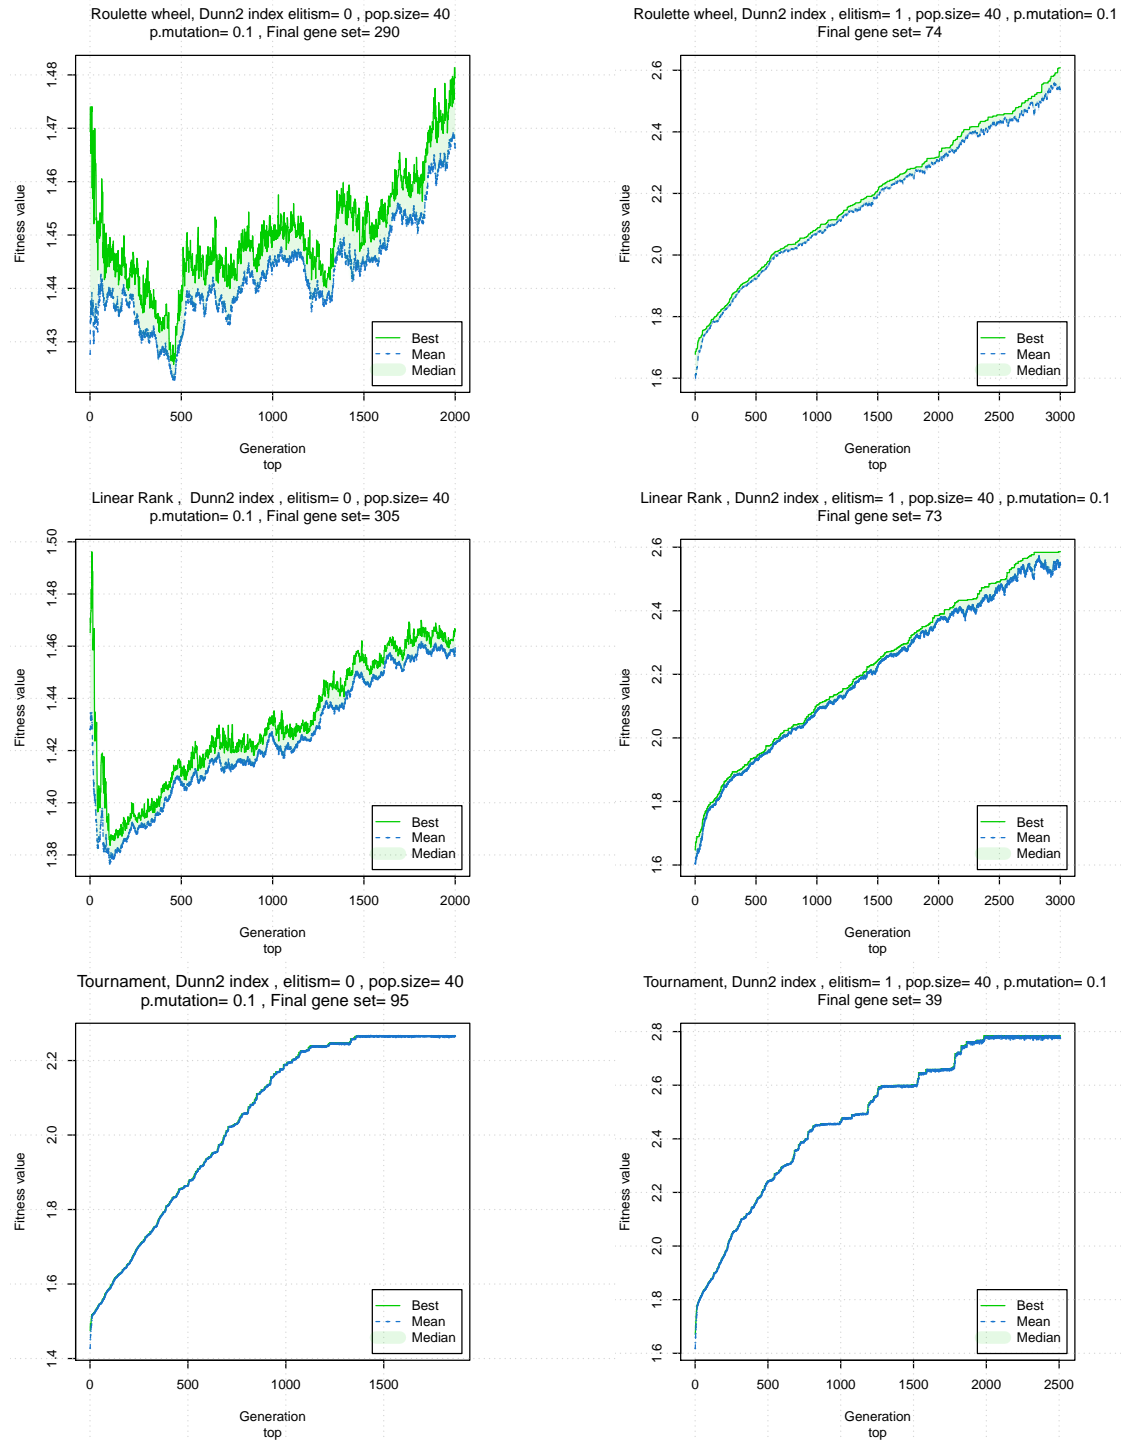 Roulette wheel, Dunn2 index elitism= 0 , pop.size= 40
p.mutation= 0.1 , Final gene set= 290
1.48
1.47
1.46
1.45
1.44
1.43
Fitness value
Best
Mean
Median
0 500 1000 1500 2000
Generation
top
Roulette wheel, Dunn2 index , elitism= 1 , pop.size= 40 , p.mutation= 0.1
Final gene set= 74
2.6
2.4
2.2
2.0
1.8
1.6
Fitness value
Best
Mean
Median
0 500 1000 1500 2000 2500 3000
Generation
top
Linear Rank , Dunn2 index , elitism= 0 , pop.size= 40
p.mutation= 0.1 , Final gene set= 305
1.50
1.48
1.46
1.44
1.42
1.40
1.38
Fitness value
Best
Mean
Median
0 500 1000 1500 2000
Generation
top
Linear Rank , Dunn2 index , elitism= 1 , pop.size= 40 , p.mutation= 0.1
Final gene set= 73
2.6
2.4
2.2
2.0
1.8
1.6
Fitness value
Best
Mean
Median
0 500 1000 1500 2000 2500 3000
Generation
top
Tournament, Dunn2 index , elitism= 0 , pop.size= 40
p.mutation= 0.1 , Final gene set= 95
2.2
2.0
1.8
1.6
1.4
Fitness value
Best
Mean
Median
0 500 1000 1500
Generation
top
Tournament, Dunn2 index , elitism= 1 , pop.size= 40 , p.mutation= 0.1
Final gene set= 39
2.8
2.6
2.4
2.2
2.0
1.8
1.6
Fitness value
Best
Mean
Median
0 500 1000 1500 2000 2500
Generation
top